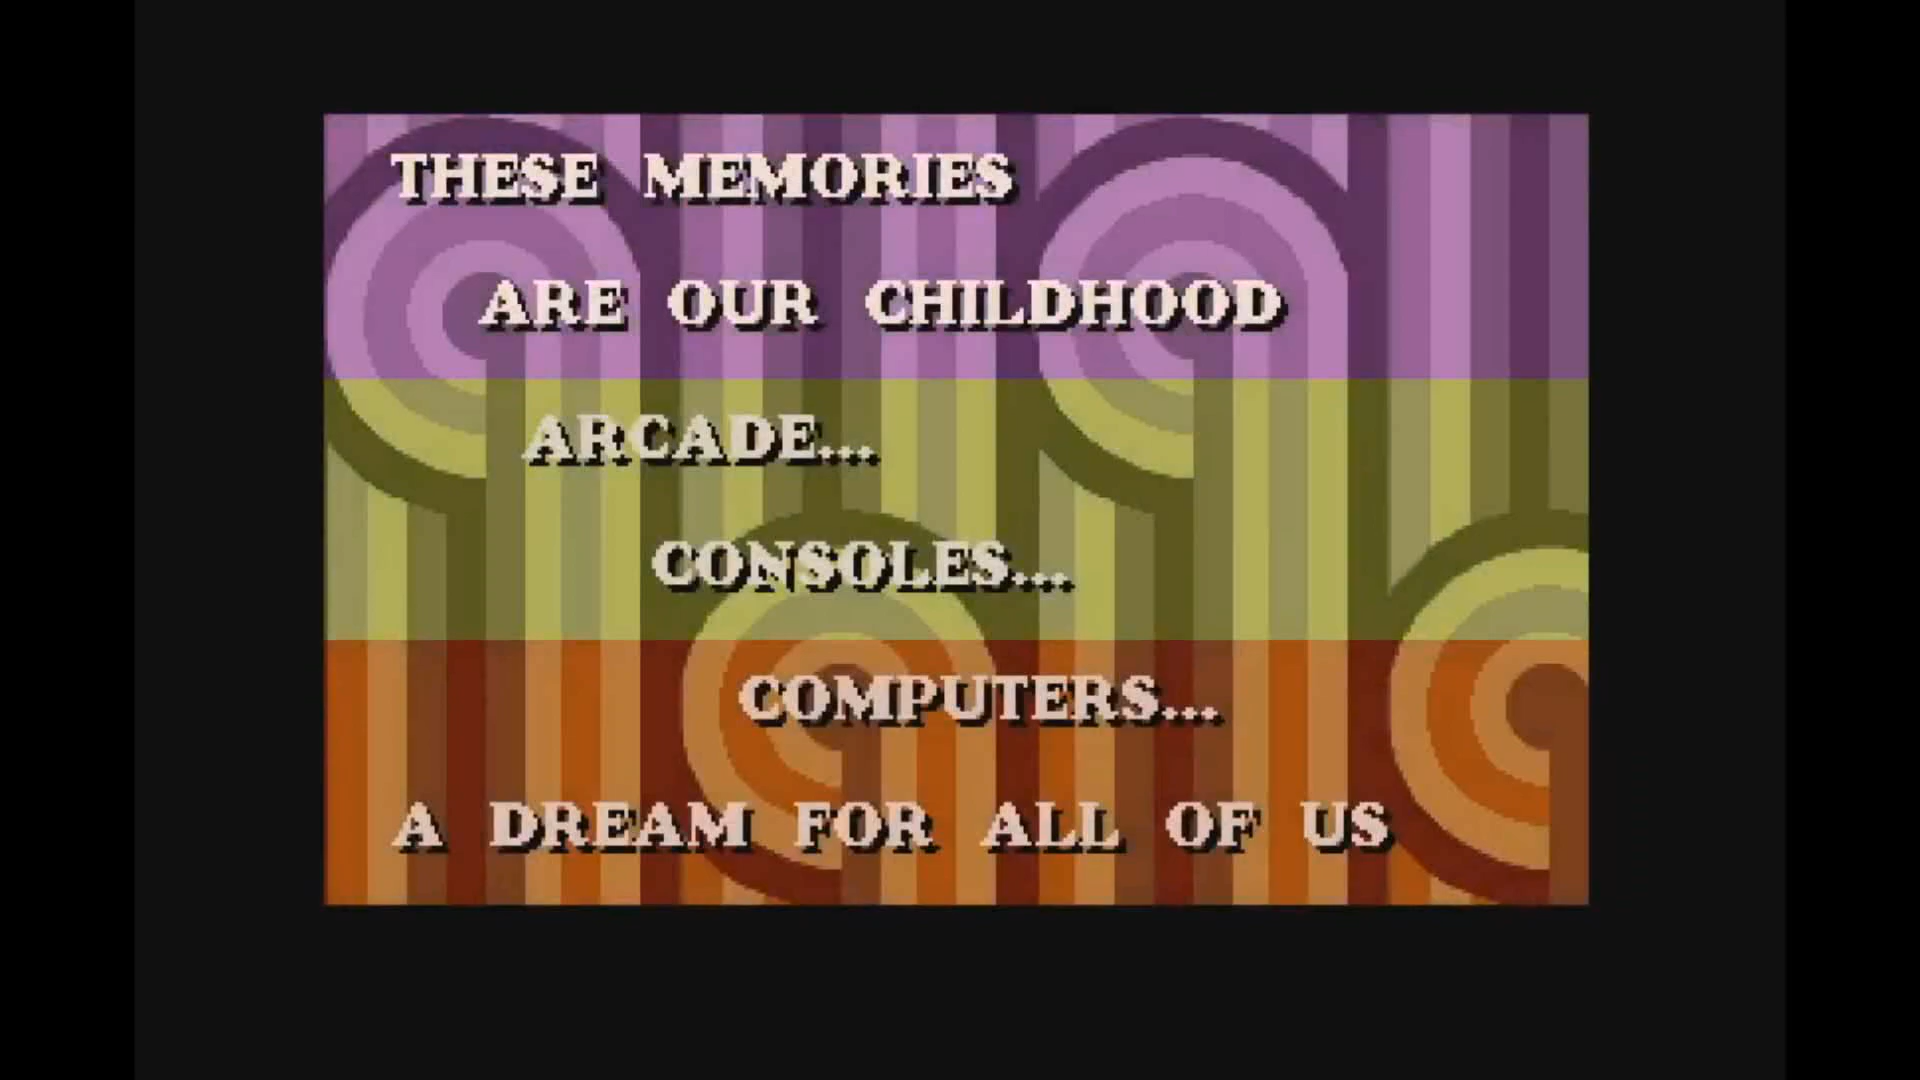 THESE MEMORIES
ARE OUR CHILDHOOD
ARCADE...
CONSOLES...
COMPUTERS...
A DREAM FOR ALL OF US